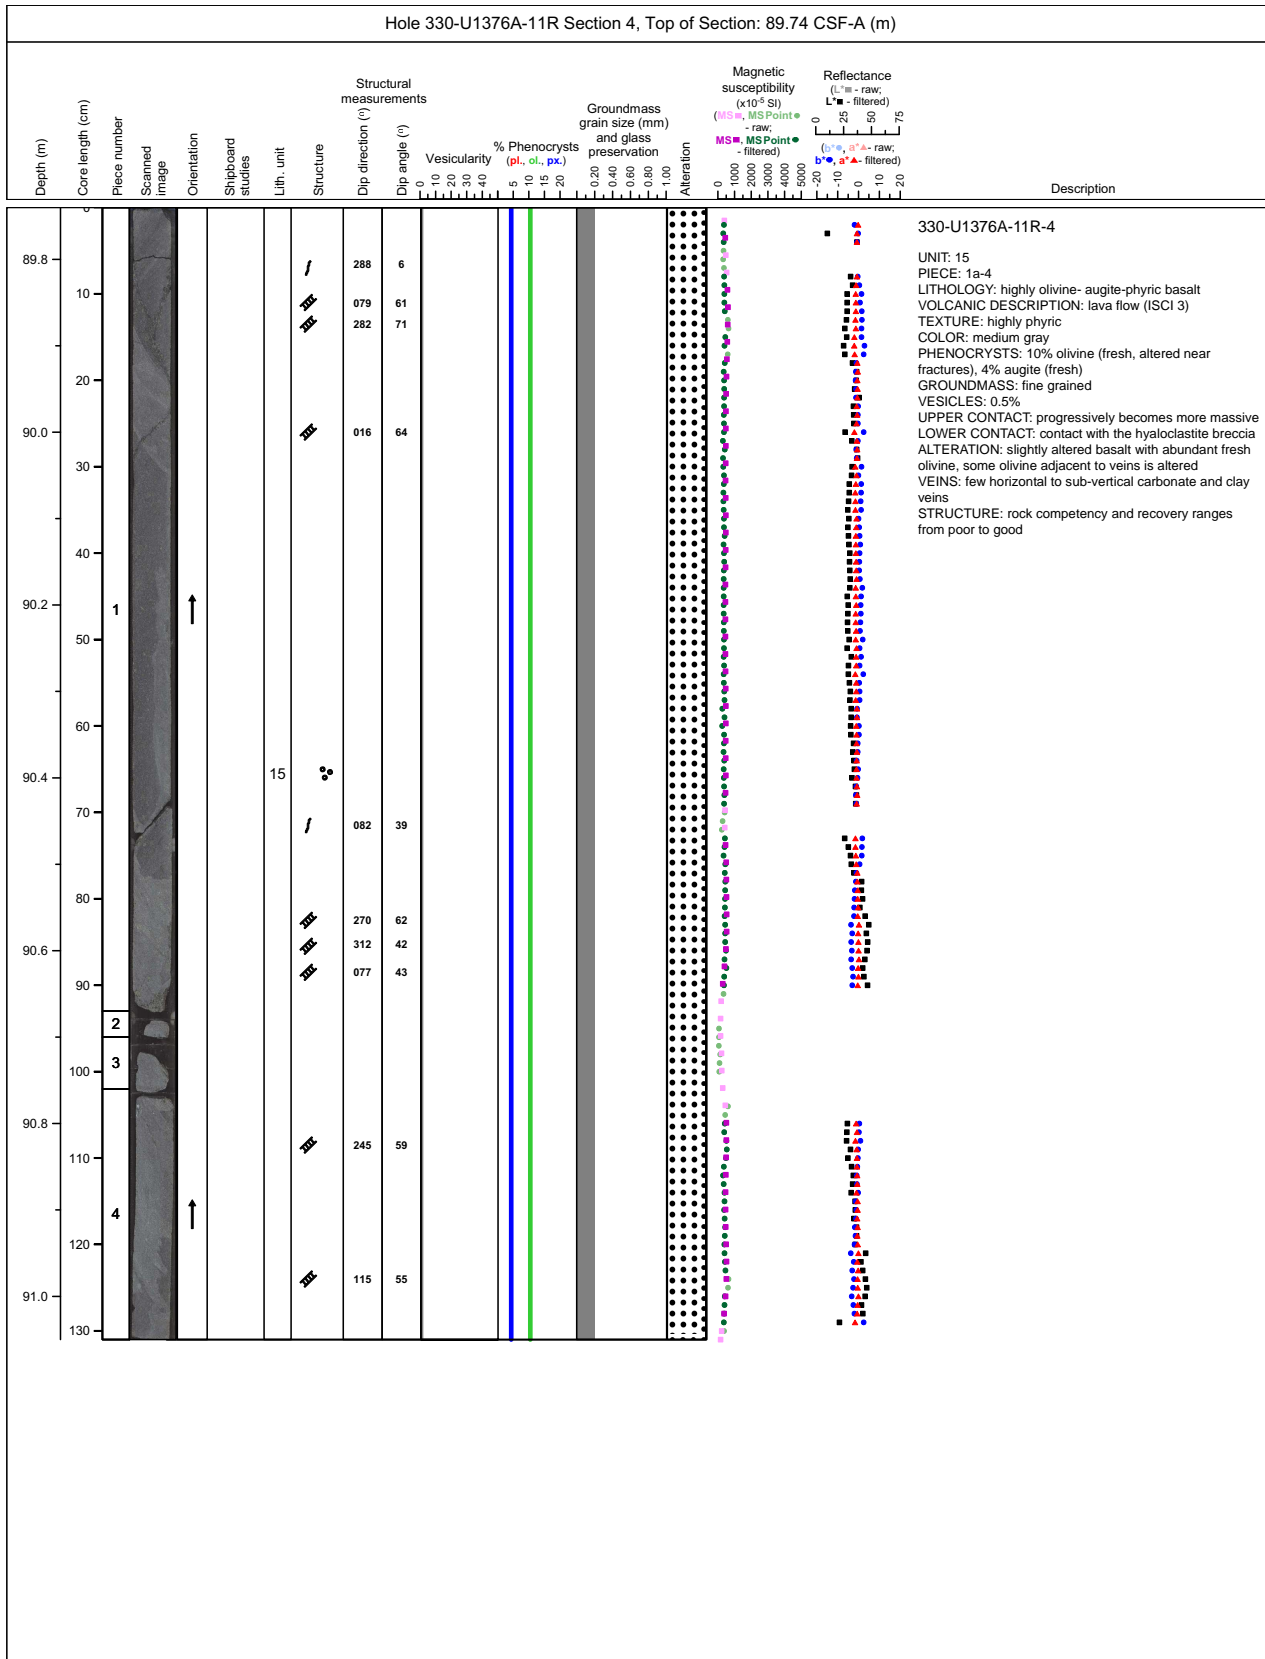 Hole 330-U1376A-11R Section 4, Top of Section: 89.74 CSF-A (m)
Depth (m)
Core length (cm)
Piece number
Scanned
image
Orientation
Shipboard
studies
Lith. unit
Structure
Structural
measurements
Dip direction (º)
Dip angle (º)
Vesicularity
0 10 20 30 40
% Phenocrysts
(pl., ol., px.)
5 10 15 20
Groundmass
grain size (mm)
and glass
preservation
0.20 0.40 0.60 0.80 1.00
Alteration
Magnetic
susceptibility
(x10-5 SI)
(MS, MSPoint
- raw;
MS, MSPoint
- filtered)
0 1000 2000 3000 4000 5000
Reflectance
(L* - raw;
L* - filtered)
0 25 50 75
(b*, a* - raw;
b*, a* - filtered)
-20 -10 0 10 20
Description
0
330-U1376A-11R-4
UNIT: 15
PIECE: 1a-4
LITHOLOGY: highly olivine- augite-phyric basalt
VOLCANIC DESCRIPTION: lava flow (ISCI 3)
TEXTURE: highly phyric
COLOR: medium gray
PHENOCRYSTS: 10% olivine (fresh, altered near
fractures), 4% augite (fresh)
GROUNDMASS: fine grained
VESICLES: 0.5%
UPPER CONTACT: progressively becomes more massive
LOWER CONTACT: contact with the hyaloclastite breccia
ALTERATION: slightly altered basalt with abundant fresh
olivine, some olivine adjacent to veins is altered
VEINS: few horizontal to sub-vertical carbonate and clay
veins
STRUCTURE: rock competency and recovery ranges
from poor to good
89.8
288 6
10
079 61
282 71
20
90.0
016 64
30
40
90.2
1
50
60
90.4
15
70
082 39
80
270 62
90.6
312 42
077 43
90
2
3
100
90.8
110
245 59
4
120
115 55
91.0
130